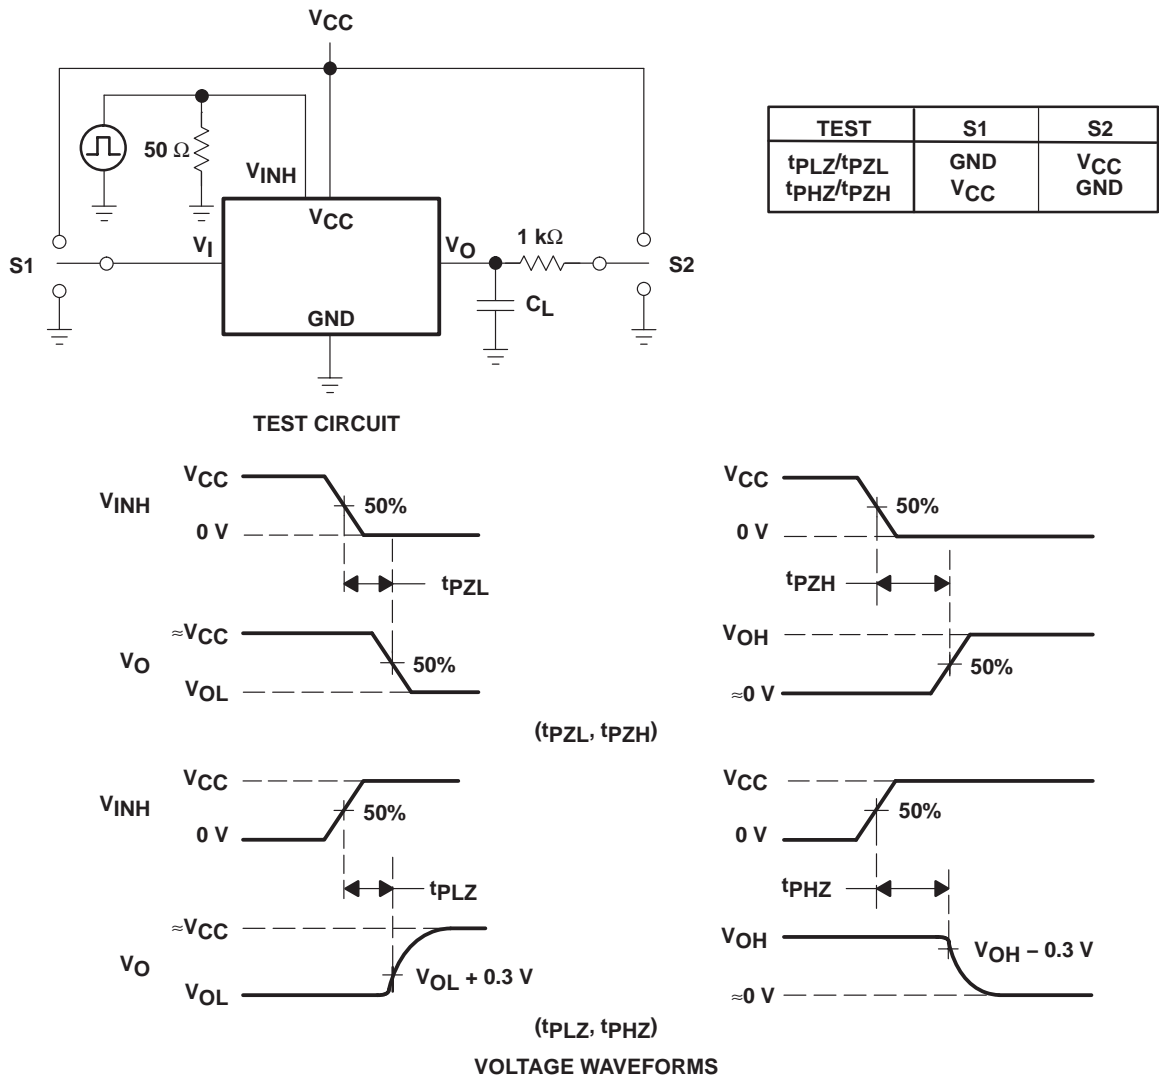 VCC
TEST S1 S2
tPLZ/tPZL GND VCC
tPHZ/tPZH VCC GND
50 Ω
VINH
VCC
VI
VO
1 kΩ
S1
S2
CL
GND
TEST CIRCUIT
VINH
VCC
50%
0 V
tPZL
VO
≈VCC
50%
VOL
VCC
50%
0 V
tPZH
VOH
50%
≈0 V
(tPZL, tPZH)
VINH
VCC
50%
0 V
tPLZ
VO
≈VCC
VOL + 0.3 V
VOL
VCC
50%
0 V
tPHZ
VOH
VOH – 0.3 V
≈0 V
(tPLZ, tPHZ)
VOLTAGE WAVEFORMS